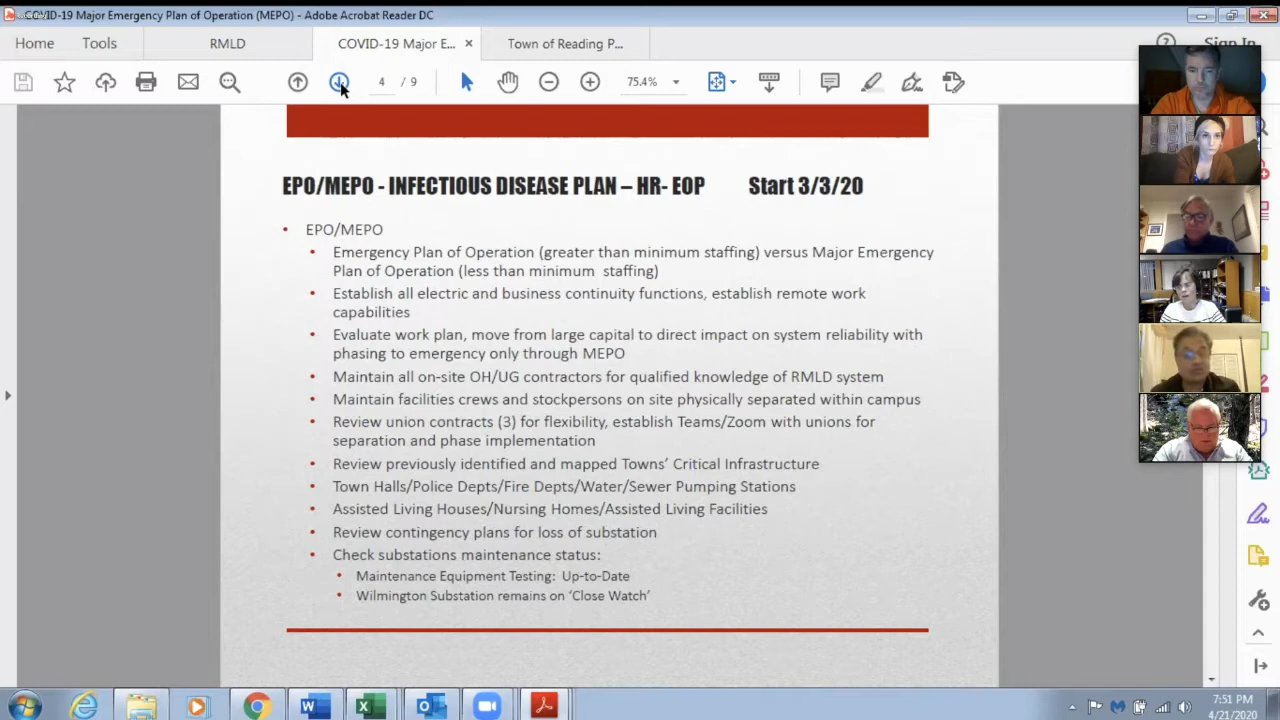 COVID-19 Major Emergency Plan of Operation (MEPO) - Adobe Acrobat Reader DC
Home
Tools
RMLD
COVID-19 Major E...
Town of Reading P...
Sign In
4 / 9
75.4%
EPO/MEPO - INFECTIOUS DISEASE PLAN – HR- EOP Start 3/3/20
• EPO/MEPO
• Emergency Plan of Operation (greater than minimum staffing) versus Major Emergency
Plan of Operation (less than minimum staffing)
• Establish all electric and business continuity functions, establish remote work
capabilities
• Evaluate work plan, move from large capital to direct impact on system reliability with
phasing to emergency only through MEPO
• Maintain all on-site OH/UG contractors for qualified knowledge of RMLD system
• Maintain facilities crews and stockpersons on site physically separated within campus
• Review union contracts (3) for flexibility, establish Teams/Zoom with unions for
separation and phase implementation
• Review previously identified and mapped Towns’ Critical Infrastructure
• Town Halls/Police Depts/Fire Depts/Water/Sewer Pumping Stations
• Assisted Living Houses/Nursing Homes/Assisted Living Facilities
• Review contingency plans for loss of substation
• Check substations maintenance status:
• Maintenance Equipment Testing: Up-to-Date
• Wilmington Substation remains on ‘Close Watch’
7:51 PM
4/21/2020